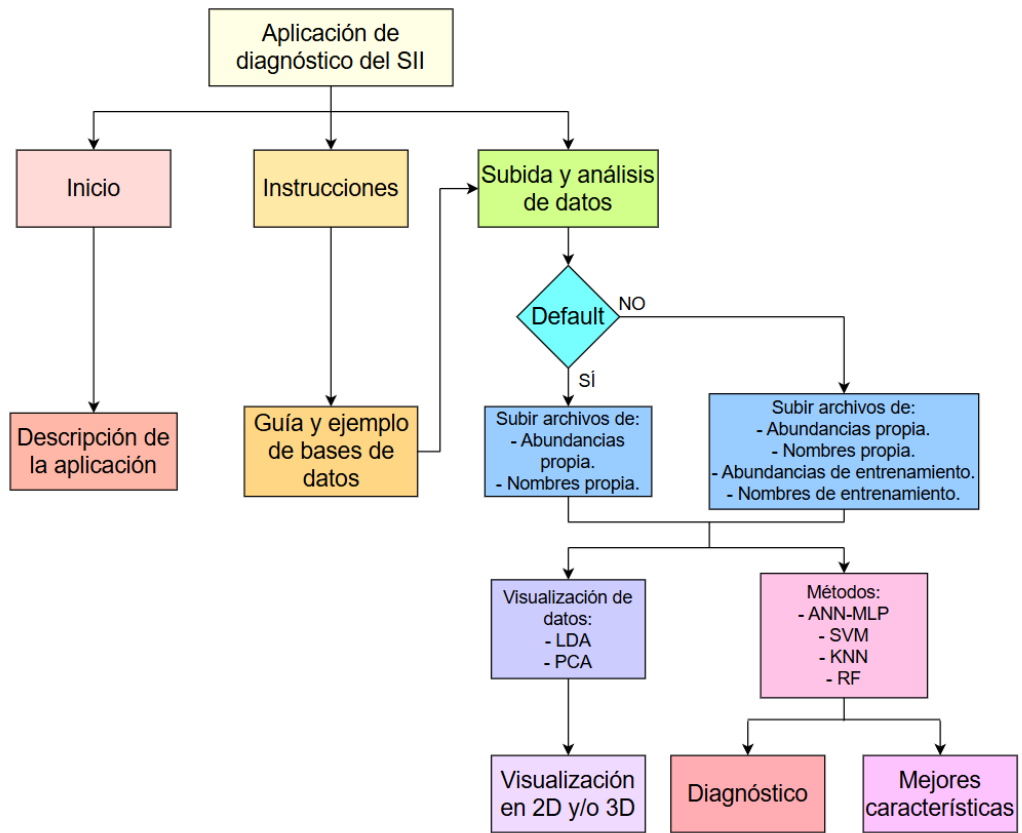 Aplicación de
diagnóstico del SII
Inicio
Instrucciones
Subida y análisis
de datos
Default
NO
SÍ
Descripción de
la aplicación
Guía y ejemplo
de bases de
datos
Subir archivos de:
- Abundancias
propia.
- Nombres propia.
Subir archivos de:
- Abundancias propia.
- Nombres propia.
- Abundancias de entrenamiento.
- Nombres de entrenamiento.
Visualización de
datos:
- LDA
- PCA
Métodos:
- ANN-MLP
- SVM
- KNN
- RF
Visualización
en 2D y/o 3D
Diagnóstico
Mejores
características